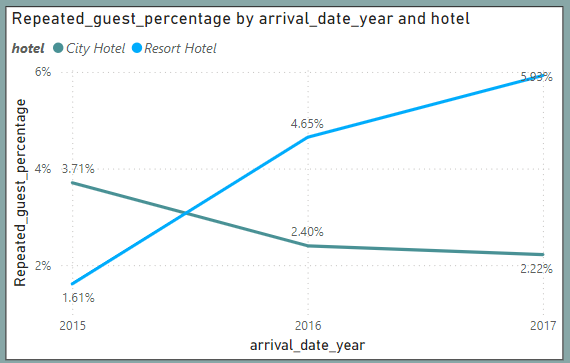 Repeated_guest_percentage by arrival_date_year and hotel
hotel City Hotel Resort Hotel
6%
5.93%
4.65%
4%
3.71%
2.40%
2%
2.22%
1.61%
Repeated_guest_percentage
2015 2016 2017
arrival_date_year